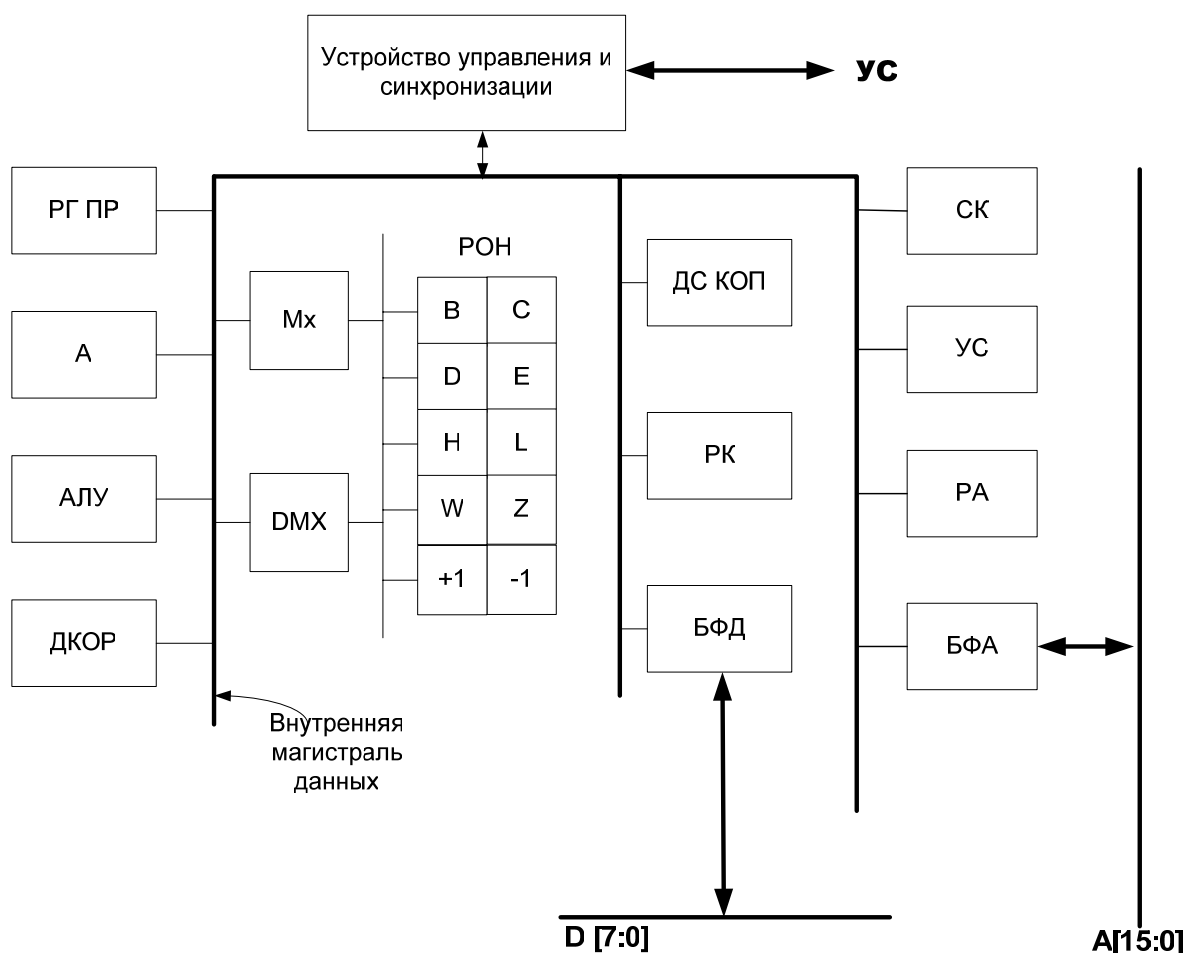 Устройство управления и
синхронизации
УС
РГ ПР
А
АЛУ
ДКОР
Мх
DMX
РОН
B C
D E
H L
W Z
+1 -1
ДС КОП
РК
БФД
СК
УС
РА
БФА
Внутренняя
магистраль
данных
D [7:0]
A[15:0]